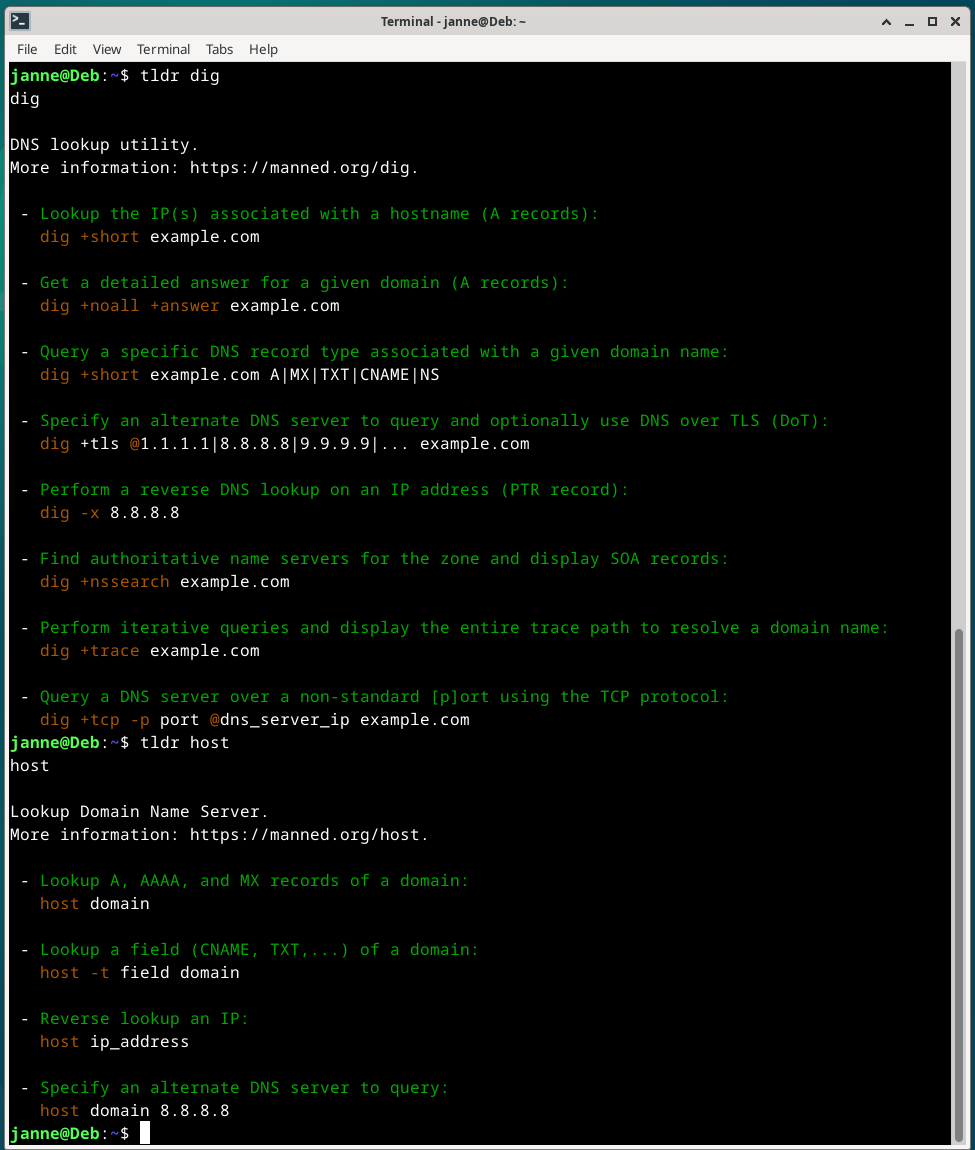 Terminal - janne@Deb: ~
File Edit View Terminal Tabs Help
janne@Deb:~$ tldr dig
dig
DNS lookup utility.
More information: https://manned.org/dig.
- Lookup the IP(s) associated with a hostname (A records):
dig +short example.com
- Get a detailed answer for a given domain (A records):
dig +noall +answer example.com
- Query a specific DNS record type associated with a given domain name:
dig +short example.com A|MX|TXT|CNAME|NS
- Specify an alternate DNS server to query and optionally use DNS over TLS (DoT):
dig +tls @1.1.1.1|8.8.8.8|9.9.9.9|... example.com
- Perform a reverse DNS lookup on an IP address (PTR record):
dig -x 8.8.8.8
- Find authoritative name servers for the zone and display SOA records:
dig +nssearch example.com
- Perform iterative queries and display the entire trace path to resolve a domain name:
dig +trace example.com
- Query a DNS server over a non-standard [p]ort using the TCP protocol:
dig +tcp -p port @dns_server_ip example.com
janne@Deb:~$ tldr host
host
Lookup Domain Name Server.
More information: https://manned.org/host.
- Lookup A, AAAA, and MX records of a domain:
host domain
- Lookup a field (CNAME, TXT,...) of a domain:
host -t field domain
- Reverse lookup an IP:
host ip_address
- Specify an alternate DNS server to query:
host domain 8.8.8.8
janne@Deb:~$